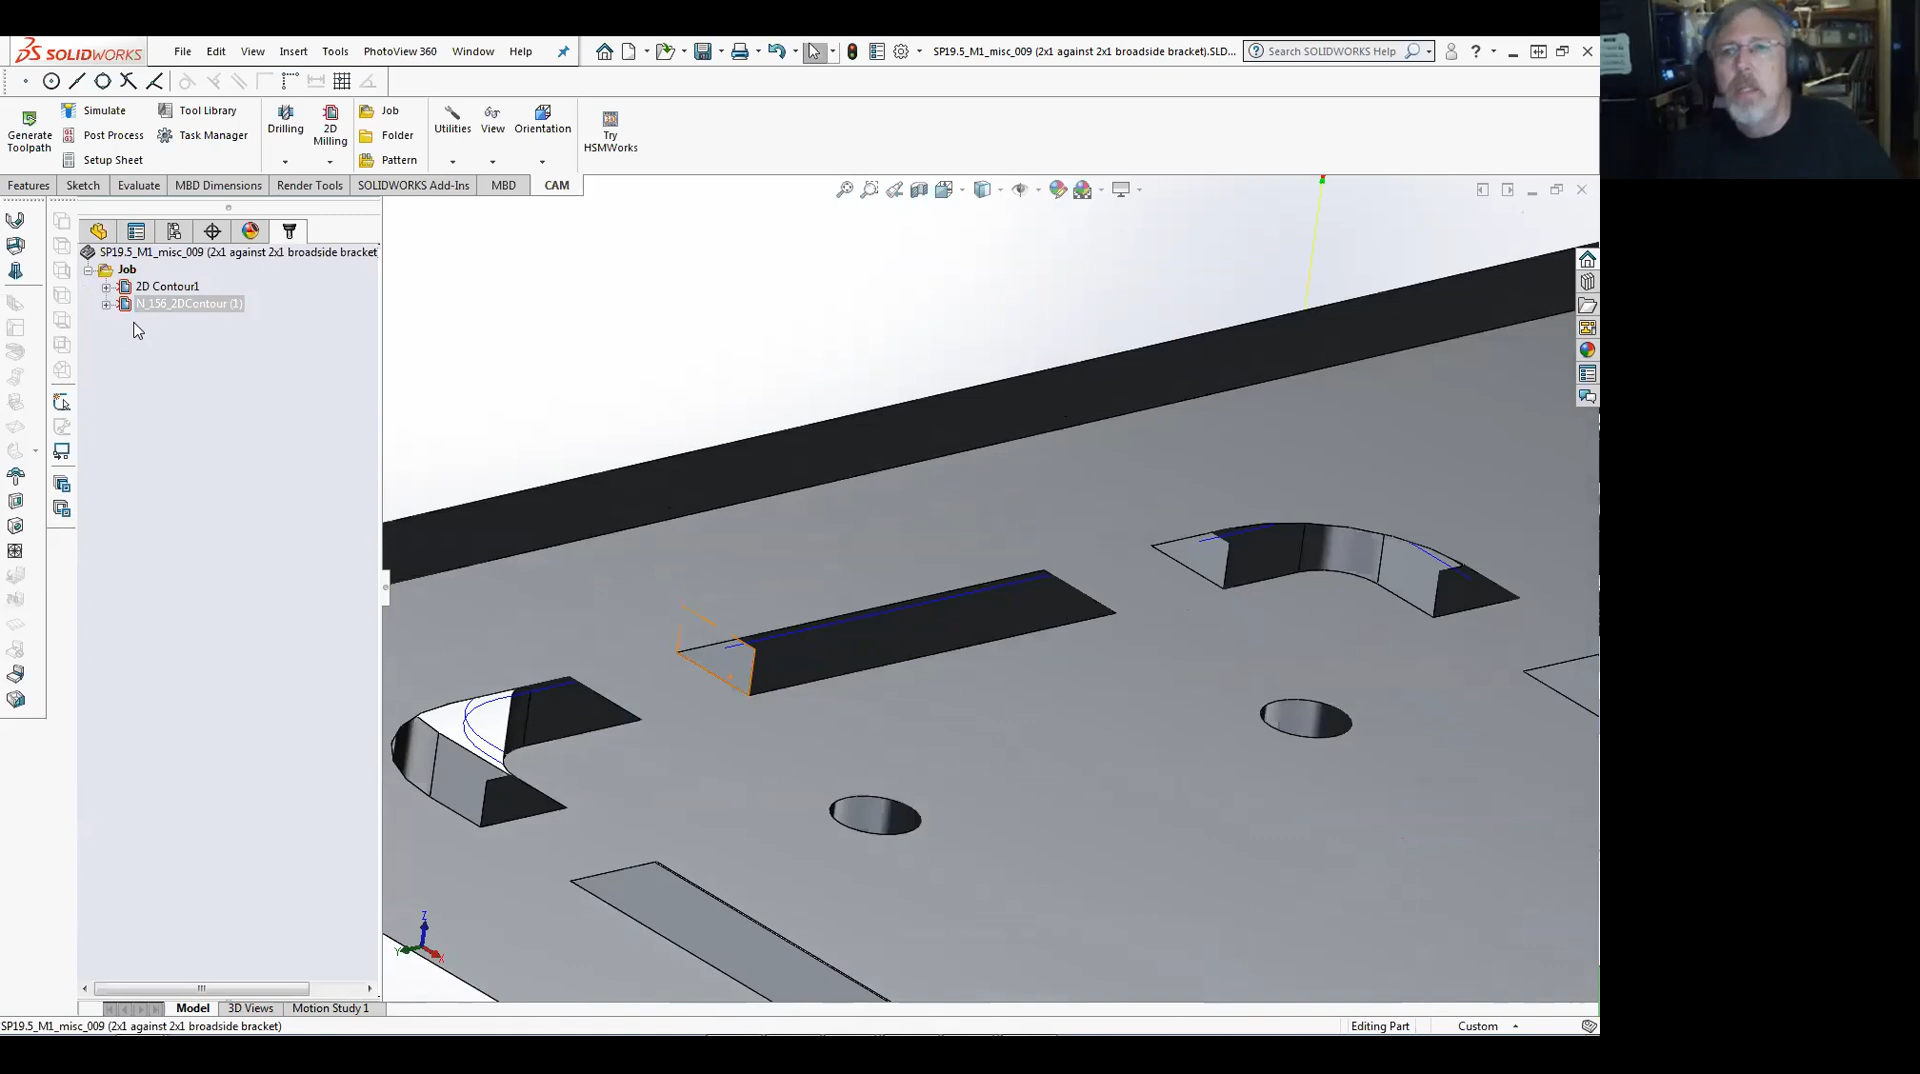 SOLIDWORKS File Edit View Insert Tools PhotoView 360 Window Help SP19.5_M1_misc_009 (2x1 against 2x1 broadside bracket).SLD... Search SOLIDWORKS Help ?
Generate Toolpath
Simulate
Post Process
Setup Sheet
Tool Library
Task Manager
Drilling
2D Milling
Job
Folder
Pattern
Utilities
View
Orientation
Try HSMWorks
Features Sketch Evaluate MBD Dimensions Render Tools SOLIDWORKS Add-Ins MBD CAM
SP19.5_M1_misc_009 (2x1 against 2x1 broadside bracket
Job
2D Contour1
N_156_2DContour (1)
Z
Y
X
Model 3D Views Motion Study 1
SP19.5_M1_misc_009 (2x1 against 2x1 broadside bracket) Editing Part Custom